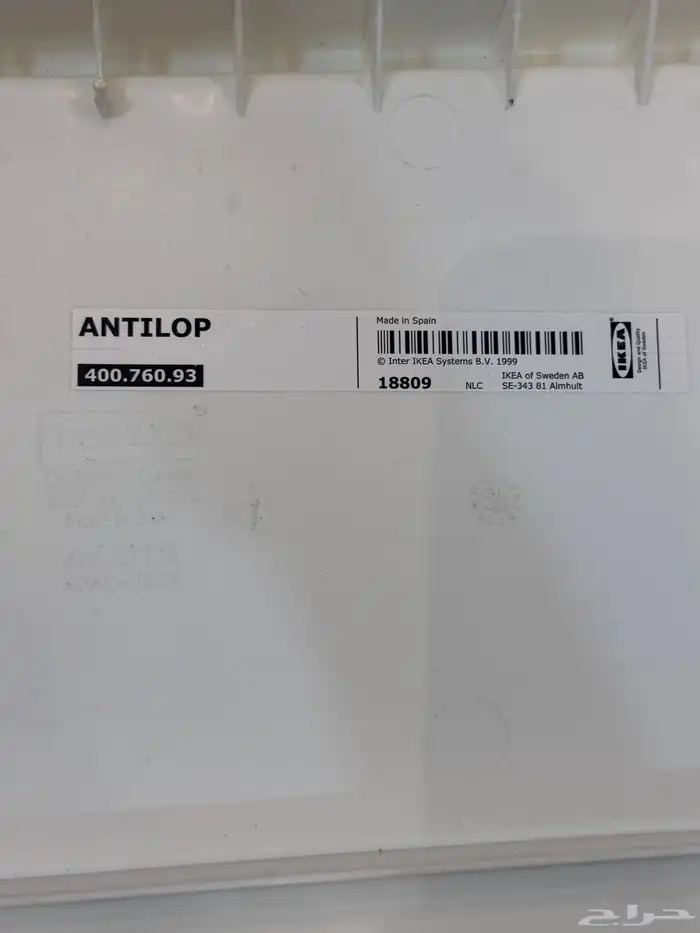 ANTILOP
400.760.93
Made in Spain
© Inter IKEA Systems B.V. 1999
18809
NLC
IKEA of Sweden AB
SE-343 81 Älmhult
IKEA®
Design and Quality
IKEA of Sweden
حراج